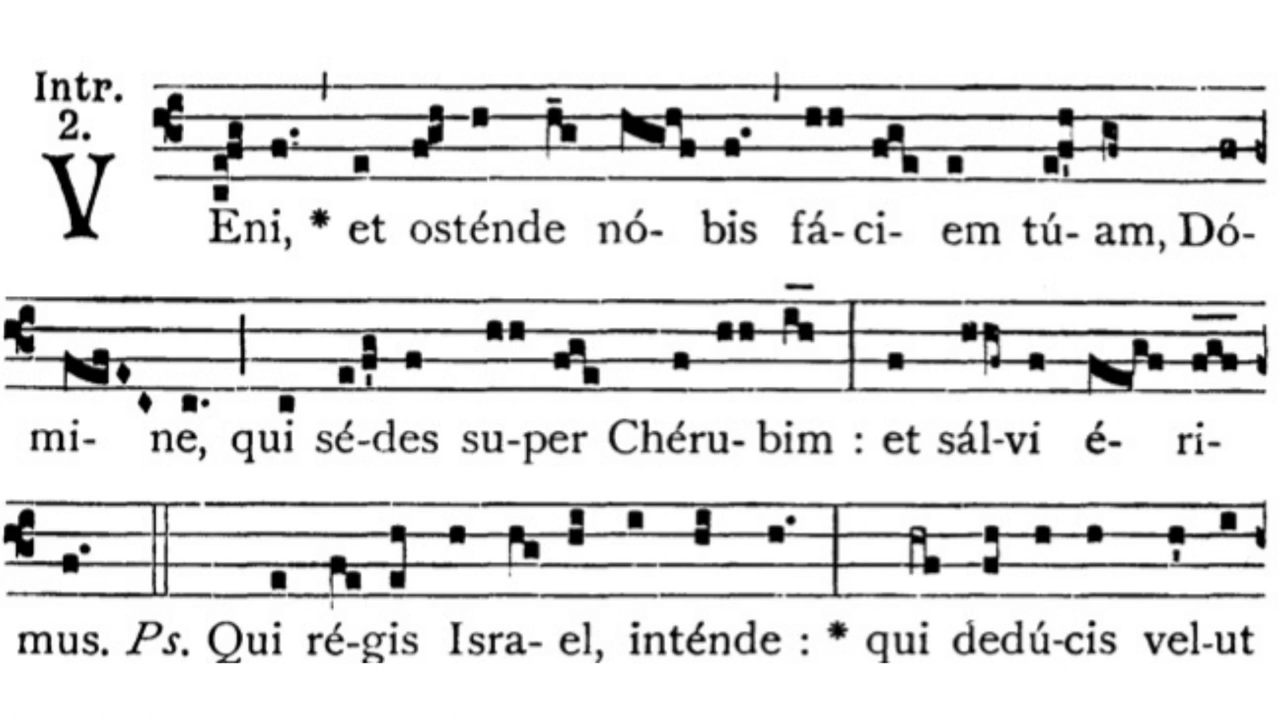 Intr.
2.
VEni, * et osténde nó- bis fá-ci- em tú- am, Dó-
mi- ne, qui sé-des su-per Chéru-bim : et sál-vi é- ri-
mus. Ps. Qui ré-gis Isra- el, inténde : * qui dedú-cis vel-ut